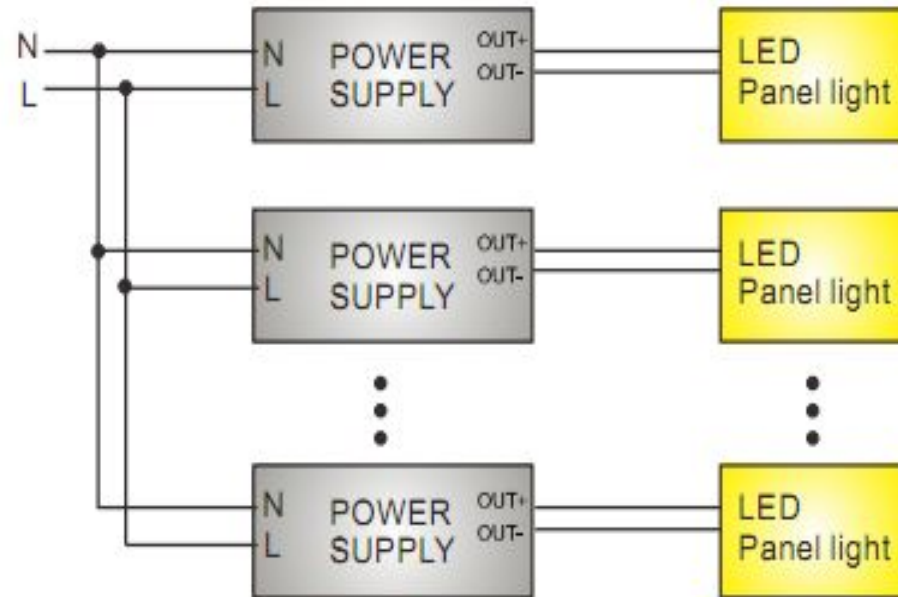 N
L
N
L
POWER
SUPPLY
OUT+
OUT-
LED
Panel light
N
L
POWER
SUPPLY
OUT+
OUT-
LED
Panel light
N
L
POWER
SUPPLY
OUT+
OUT-
LED
Panel light